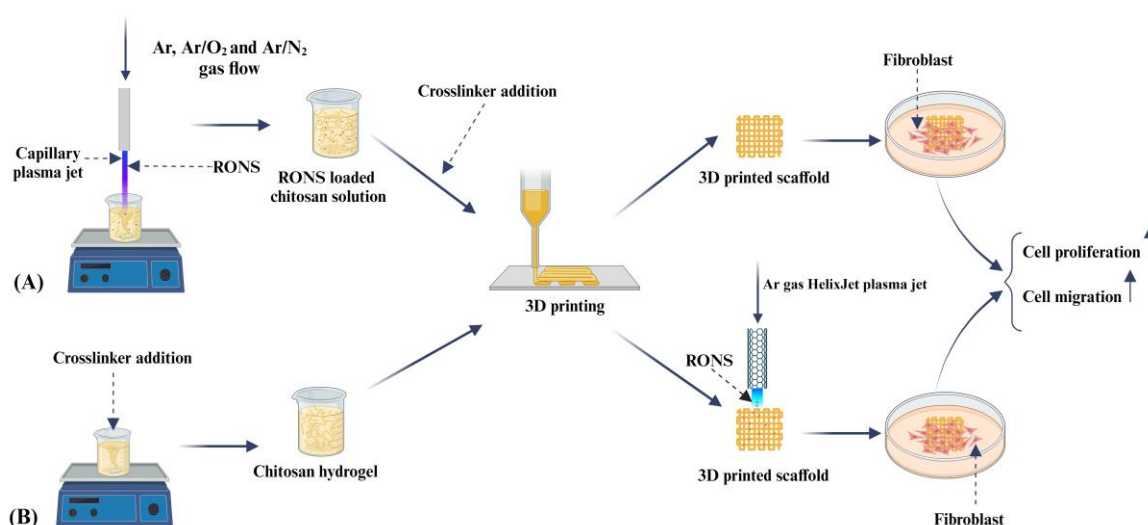 Ar, Ar/O₂ and Ar/N₂
gas flow
Capillary
plasma jet
RONS
RONS loaded
chitosan solution
Crosslinker addition
(A)
3D printing
3D printed scaffold
Fibroblast
Cell proliferation
Cell migration
Crosslinker addition
(B)
Chitosan hydrogel
Ar gas HelixJet plasma jet
RONS
3D printed scaffold
Fibroblast